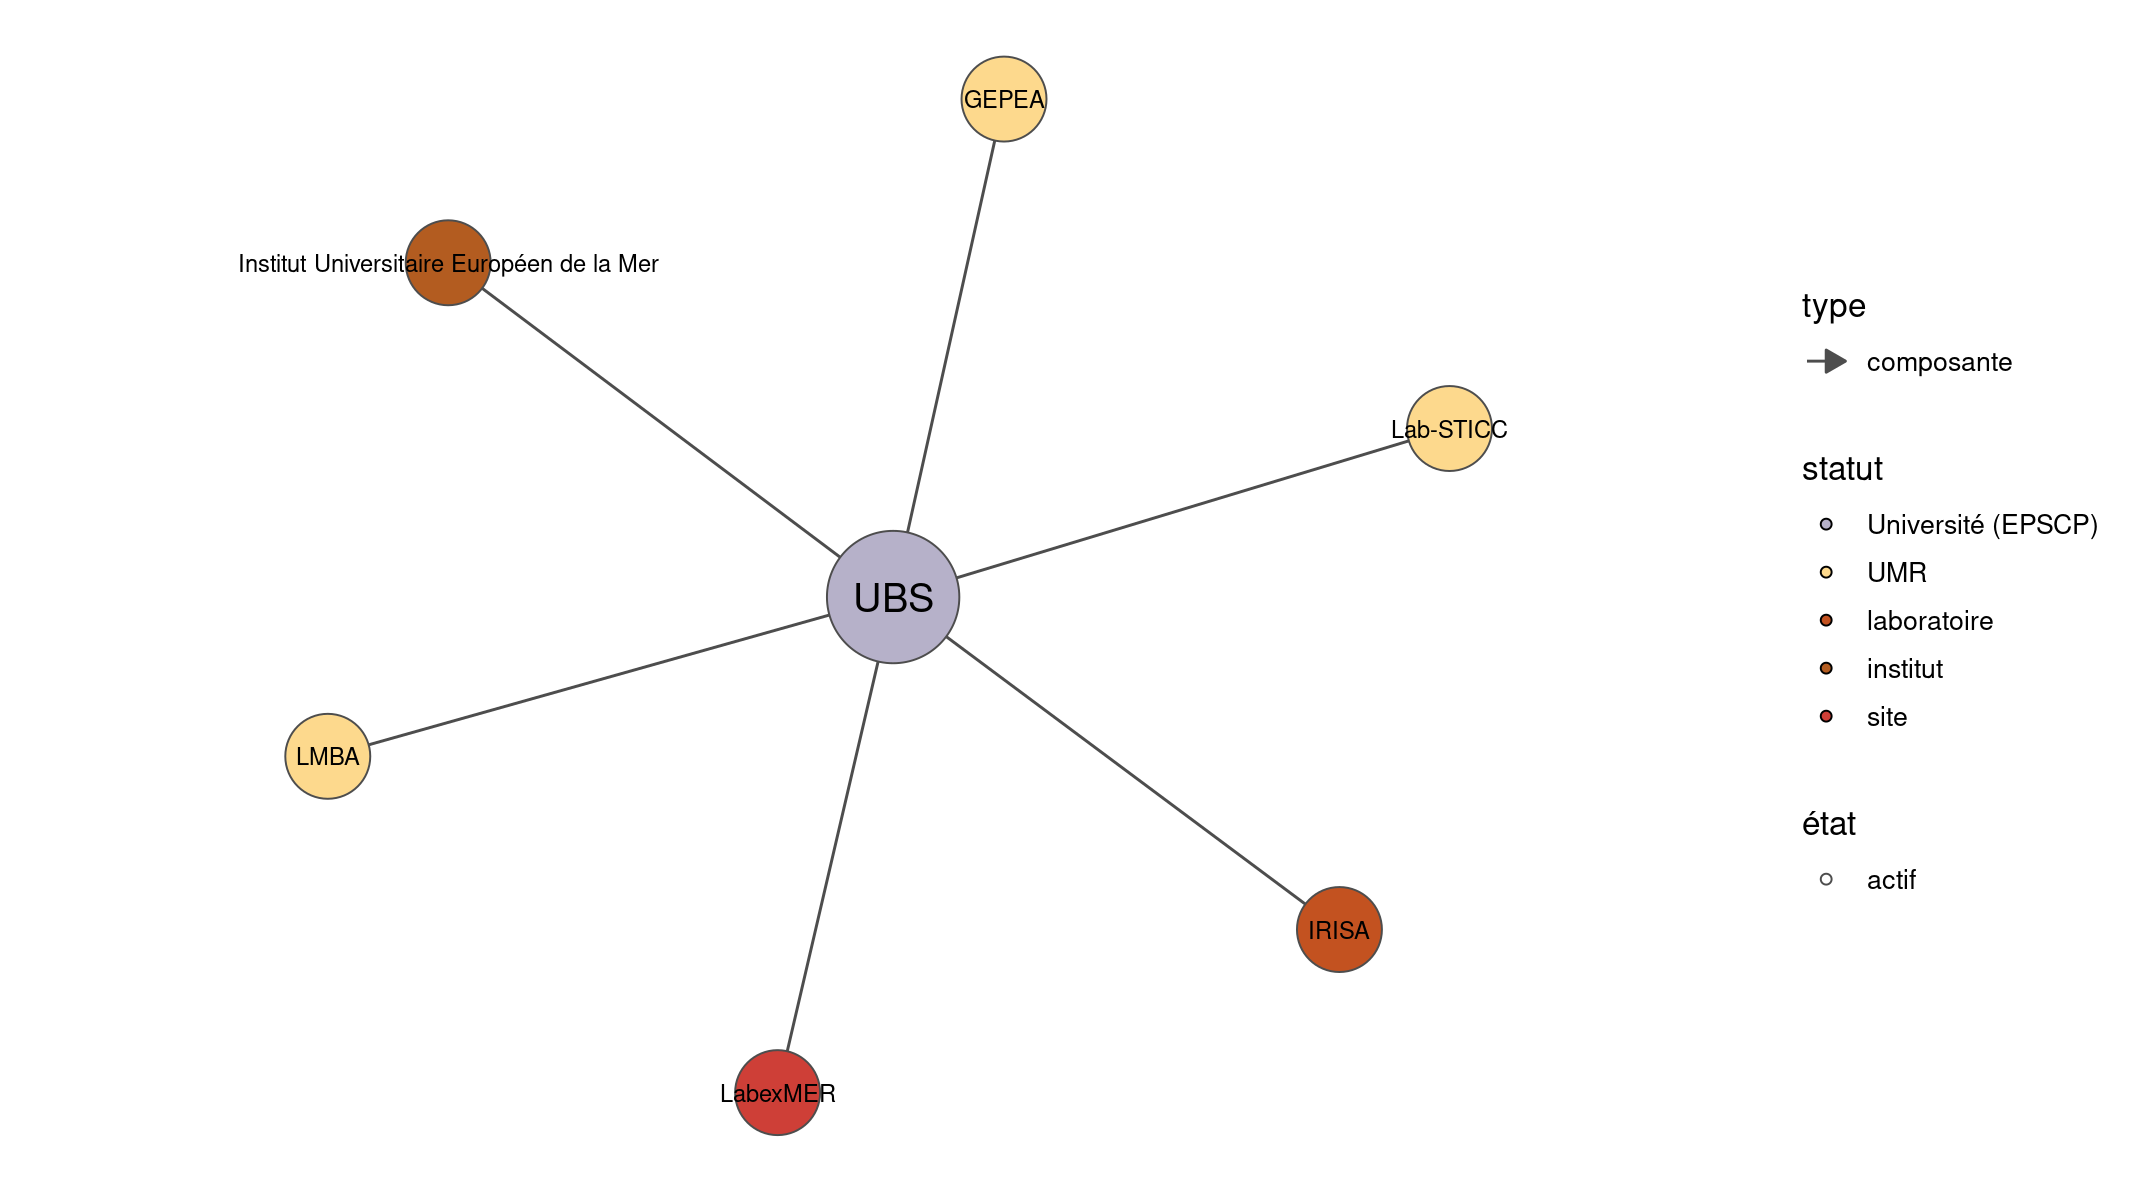 GEPEA
Institut Universitaire Européen de la Mer
Lab-STICC
UBS
LMBA
IRISA
LabexMER
type
composante
statut
Université (EPSCP)
UMR
laboratoire
institut
site
état
actif